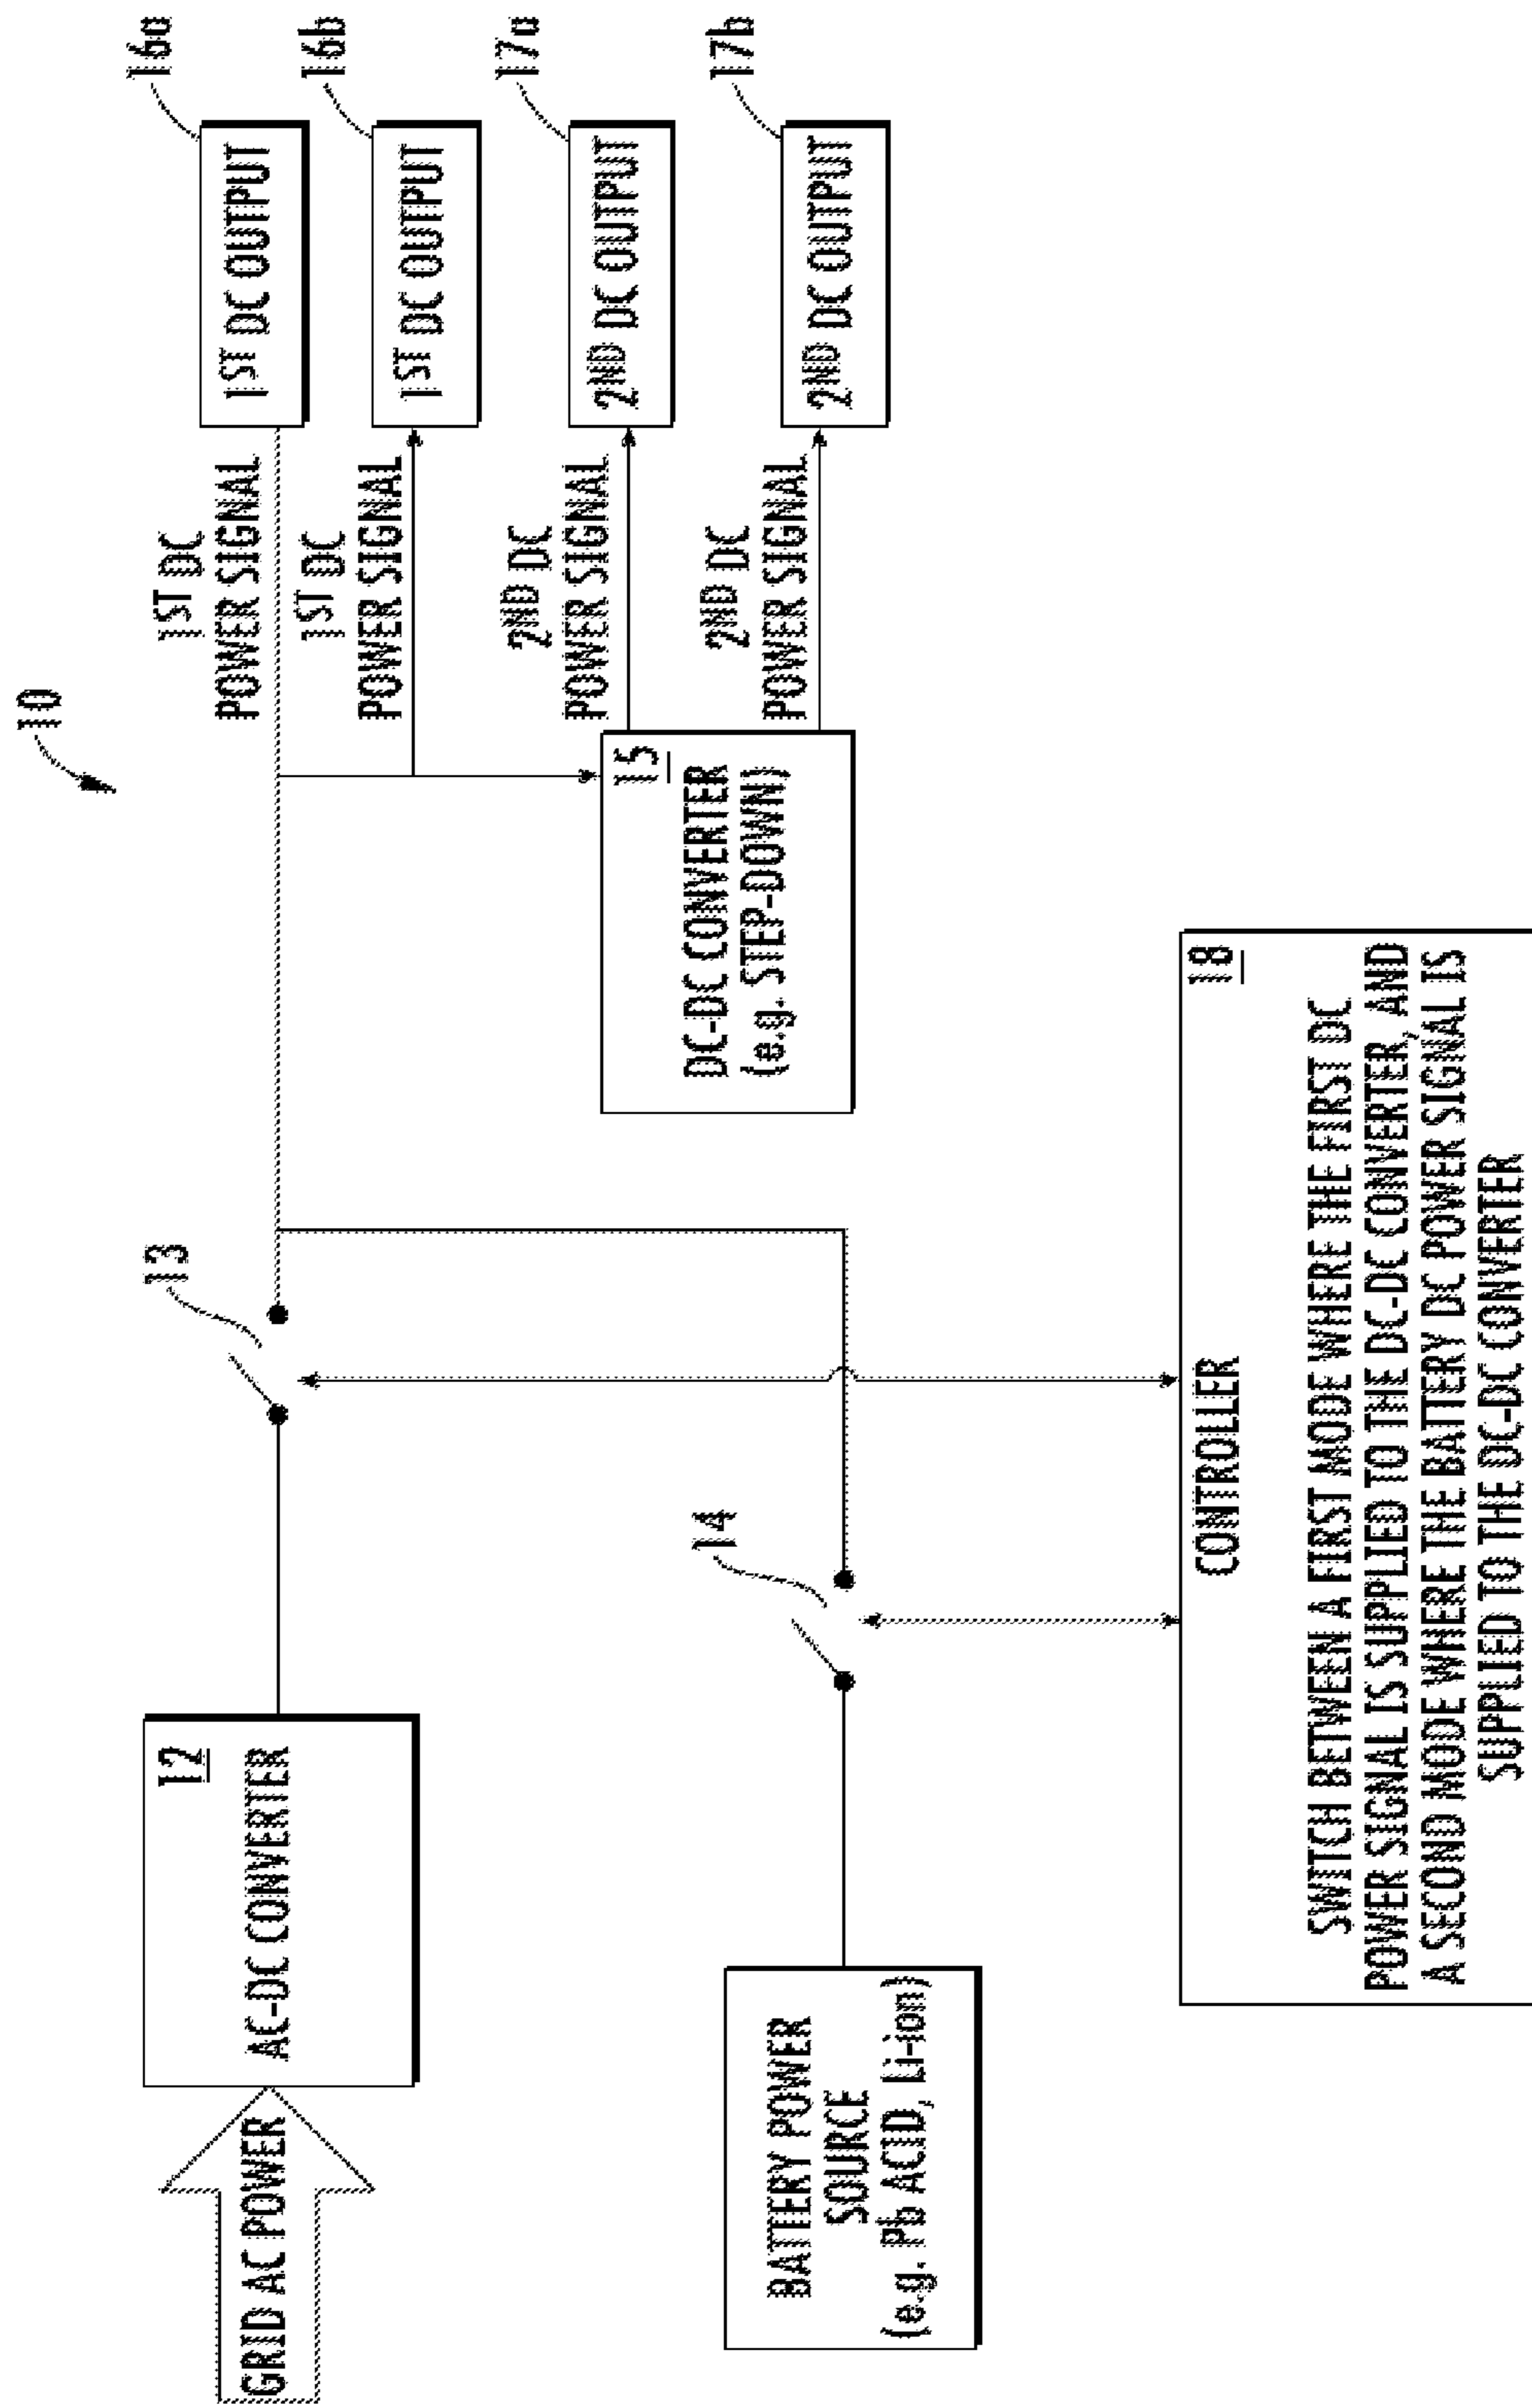 10
GRID AC POWER
12
AC-DC CONVERTER
13
1ST DC
POWER SIGNAL
1ST DC OUTPUT
16a
1ST DC
POWER SIGNAL
1ST DC OUTPUT
16b
2ND DC
POWER SIGNAL
2ND DC OUTPUT
17a
2ND DC
POWER SIGNAL
2ND DC OUTPUT
17b
15
DC-DC CONVERTER
(e.g. STEP-DOWN)
14
BATTERY POWER
SOURCE
(e.g. Pb ACID, Li-ion)
18
CONTROLLER
SWITCH BETWEEN A FIRST MODE WHERE THE FIRST DC
POWER SIGNAL IS SUPPLIED TO THE DC-DC CONVERTER, AND
A SECOND MODE WHERE THE BATTERY DC POWER SIGNAL IS
SUPPLIED TO THE DC-DC CONVERTER